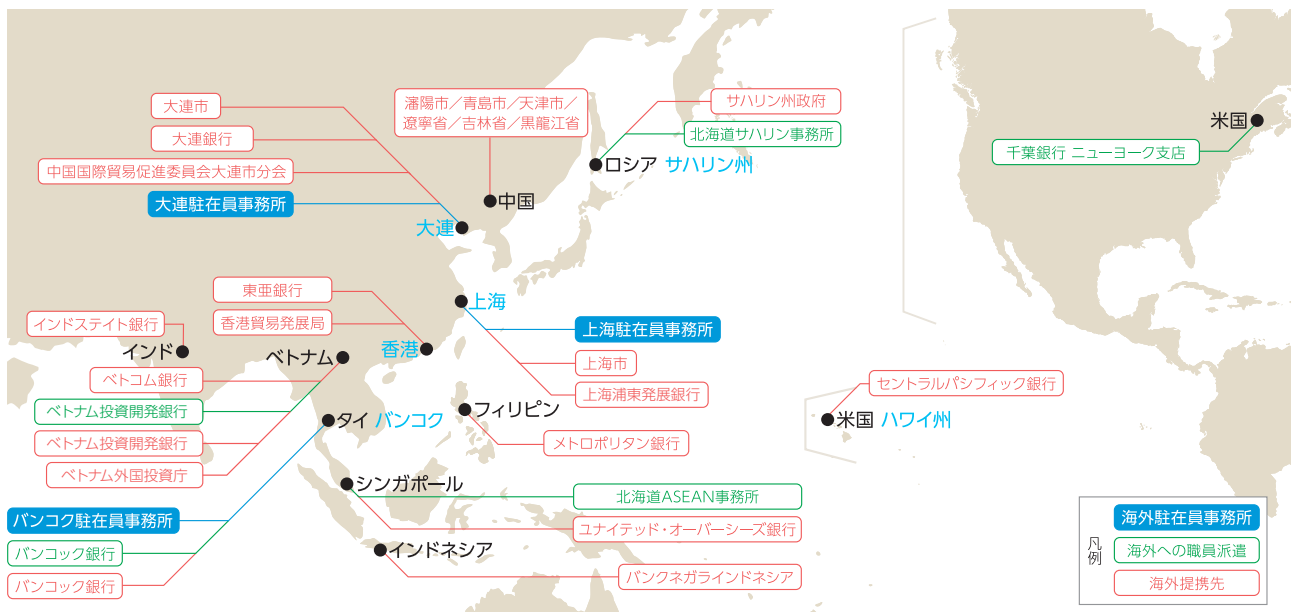 大連市
大連銀行
中国国際貿易促進委員会大連市分会
大連駐在員事務所
大連
瀋陽市／青島市／天津市／
遼寧省／吉林省／黒龍江省
中国
サハリン州政府
北海道サハリン事務所
ロシア サハリン州
米国
千葉銀行 ニューヨーク支店
東亜銀行
香港貿易発展局
香港
上海
上海駐在員事務所
上海市
上海浦東発展銀行
インドステイト銀行
インド
ベトナム
ベトコム銀行
ベトナム投資開発銀行
ベトナム投資開発銀行
ベトナム外国投資庁
タイ バンコク
バンコク駐在員事務所
バンコック銀行
バンコック銀行
フィリピン
メトロポリタン銀行
シンガポール
北海道ASEAN事務所
ユナイテッド・オーバーシーズ銀行
インドネシア
バンクネガラインドネシア
セントラルパシフィック銀行
米国 ハワイ州
凡例
海外駐在員事務所
海外への職員派遣
海外提携先